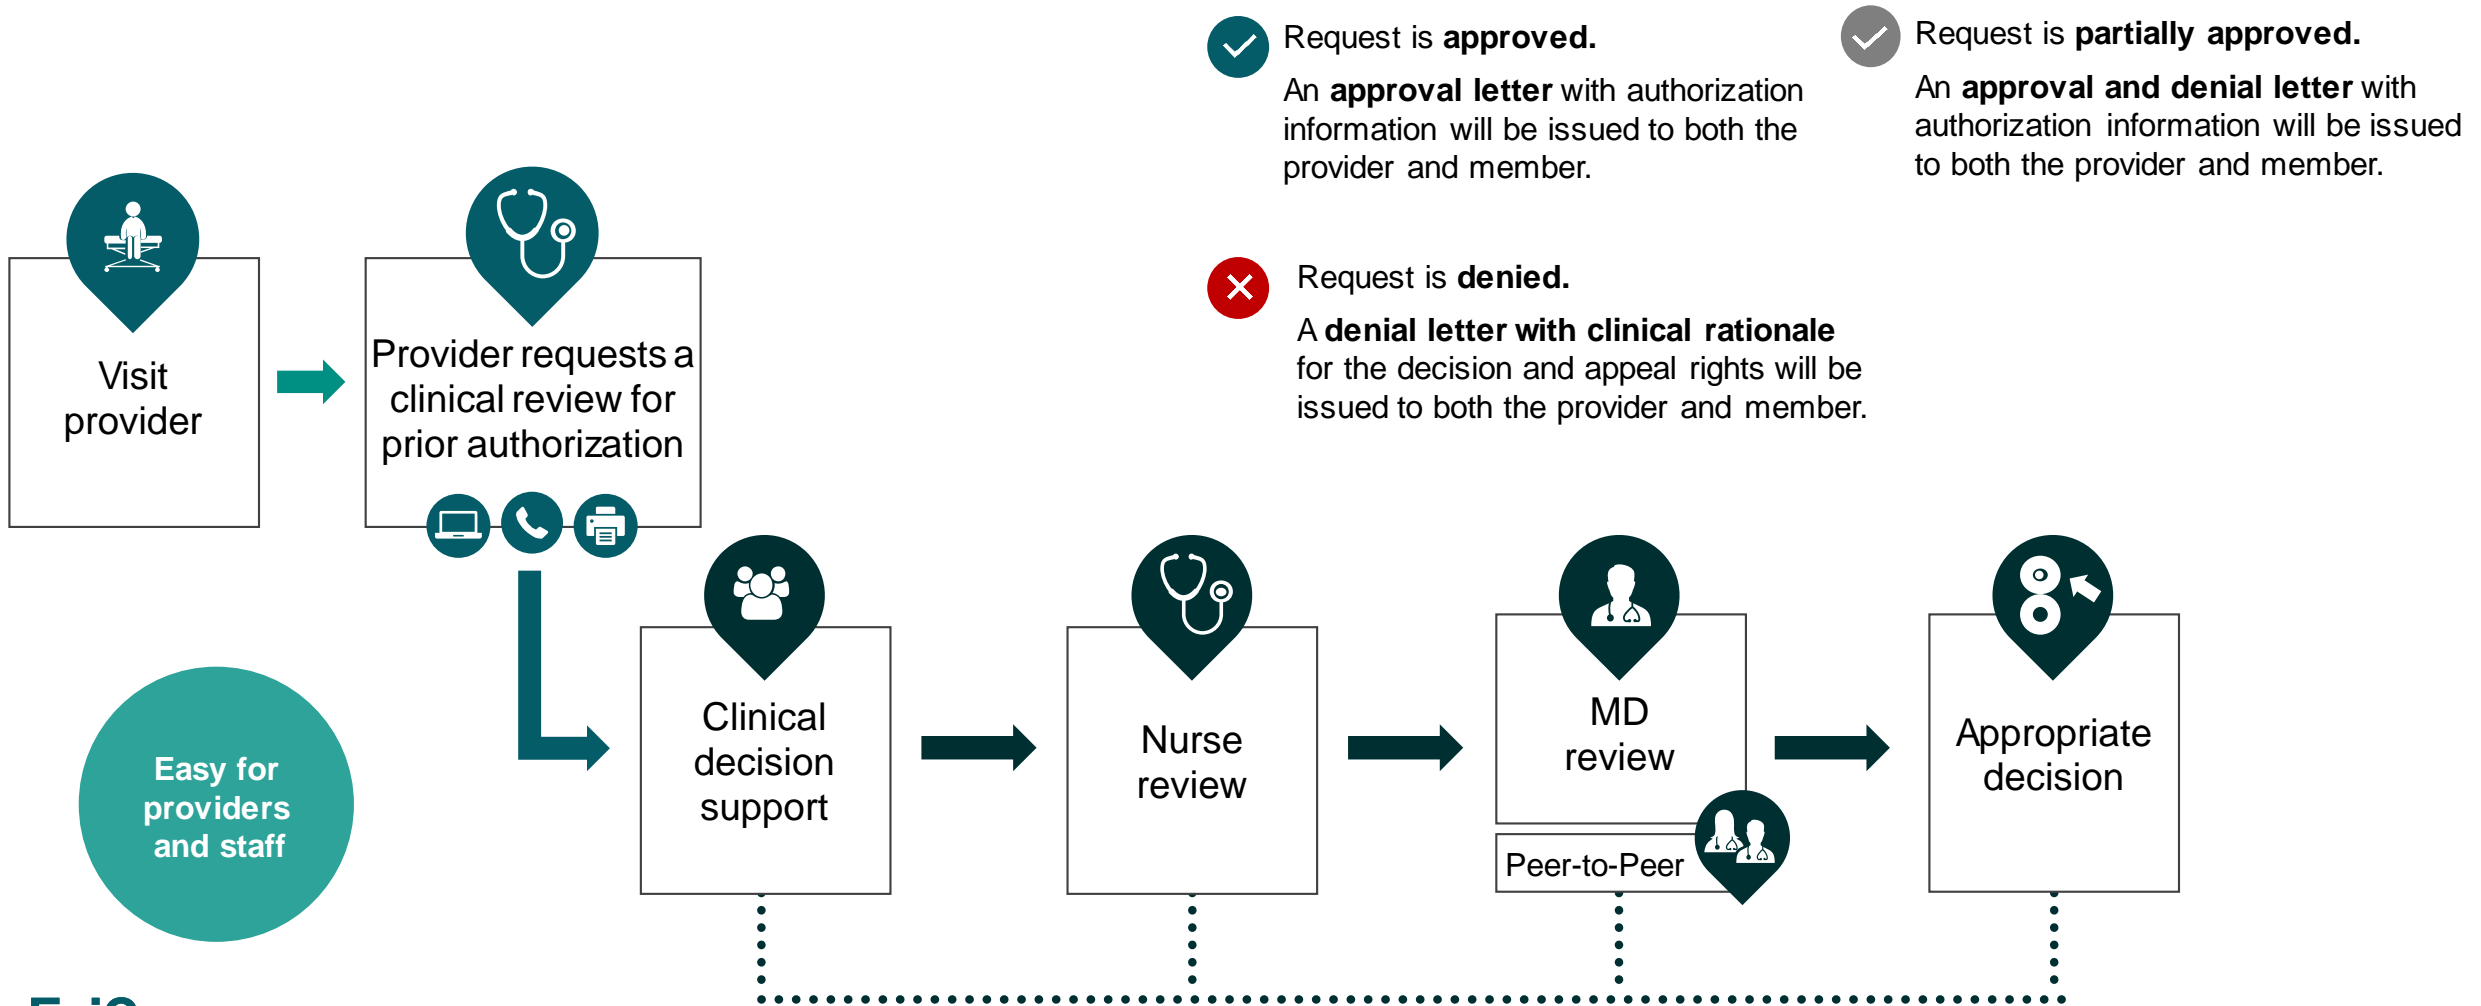 Request is approved.
An approval letter with authorization
information will be issued to both the
provider and member.
Request is partially approved.
An approval and denial letter with
authorization information will be issued
to both the provider and member.
Request is denied.
A denial letter with clinical rationale
for the decision and appeal rights will be
issued to both the provider and member.
Visit
provider
Provider requests a
clinical review for
prior authorization
Easy for
providers
and staff
Clinical
decision
support
Nurse
review
MD
review
Peer-to-Peer
Appropriate
decision